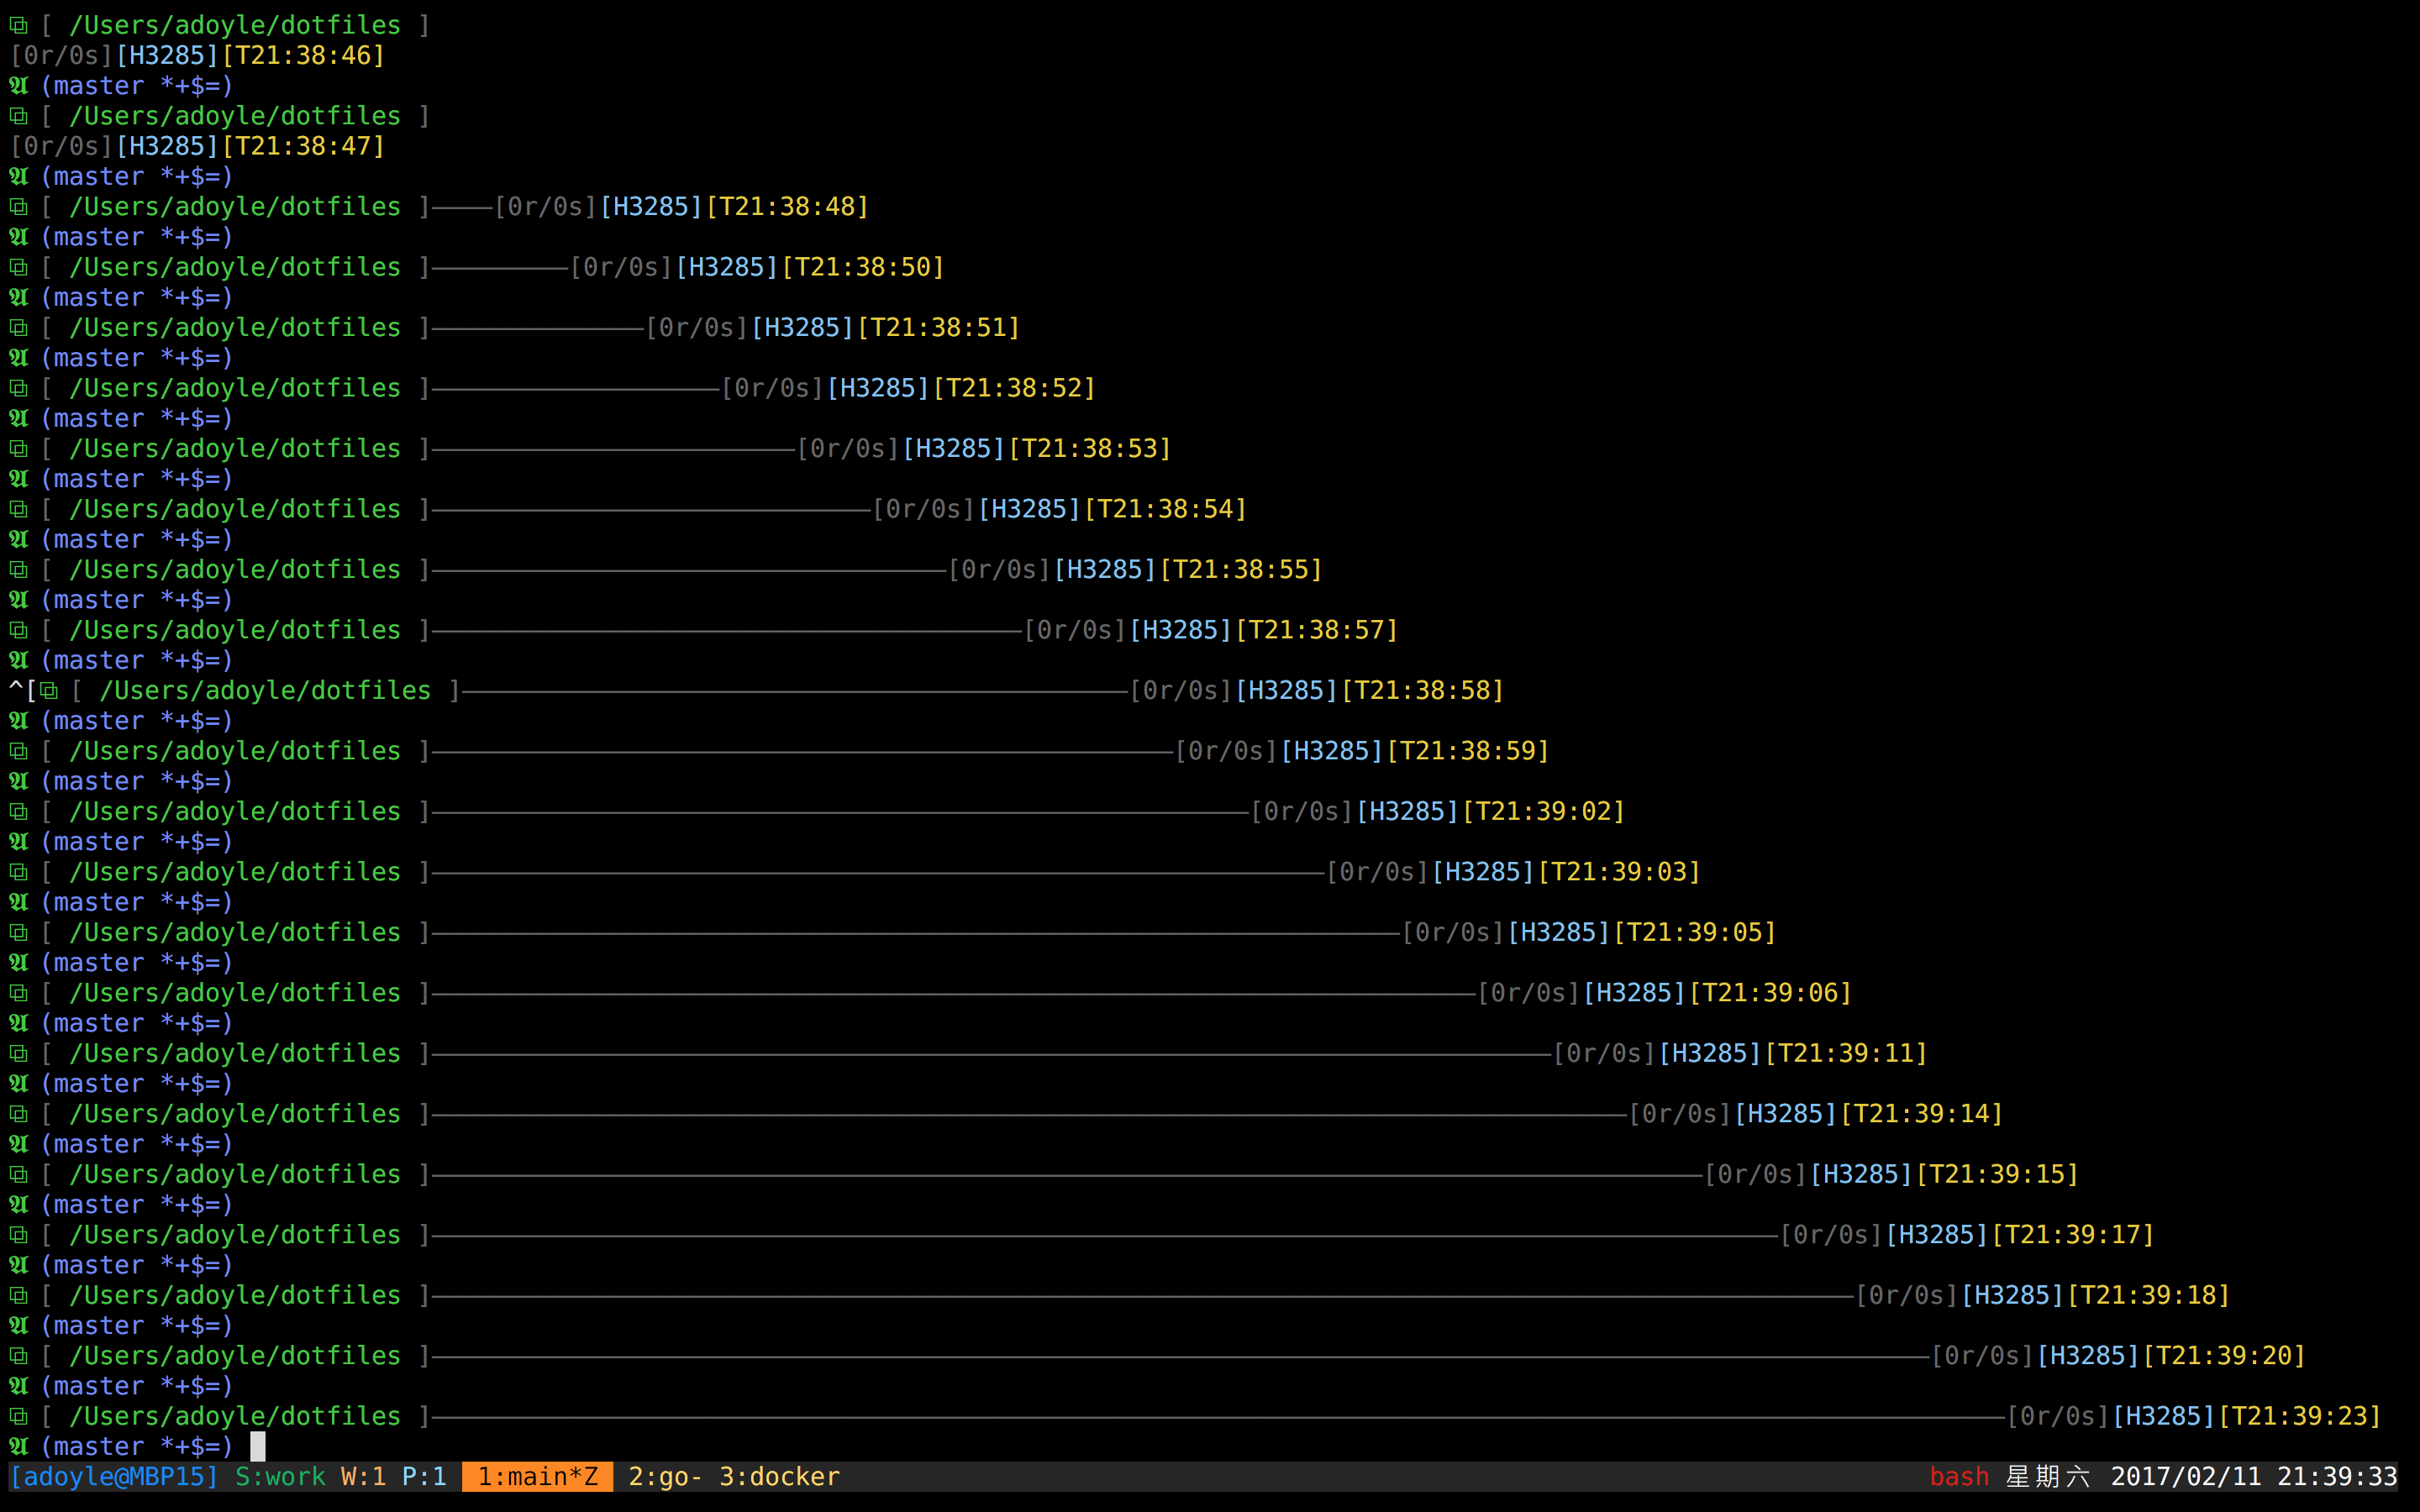 ⧉ [ /Users/adoyle/dotfiles ]
[0r/0s][H3285][T21:38:46]
𝕬 (master *+$=)
⧉ [ /Users/adoyle/dotfiles ]
[0r/0s][H3285][T21:38:47]
𝕬 (master *+$=)
⧉ [ /Users/adoyle/dotfiles ]————[0r/0s][H3285][T21:38:48]
𝕬 (master *+$=)
⧉ [ /Users/adoyle/dotfiles ]—————————[0r/0s][H3285][T21:38:50]
𝕬 (master *+$=)
⧉ [ /Users/adoyle/dotfiles ]——————————————[0r/0s][H3285][T21:38:51]
𝕬 (master *+$=)
⧉ [ /Users/adoyle/dotfiles ]———————————————————[0r/0s][H3285][T21:38:52]
𝕬 (master *+$=)
⧉ [ /Users/adoyle/dotfiles ]————————————————————————[0r/0s][H3285][T21:38:53]
𝕬 (master *+$=)
⧉ [ /Users/adoyle/dotfiles ]—————————————————————————————[0r/0s][H3285][T21:38:54]
𝕬 (master *+$=)
⧉ [ /Users/adoyle/dotfiles ]——————————————————————————————————[0r/0s][H3285][T21:38:55]
𝕬 (master *+$=)
⧉ [ /Users/adoyle/dotfiles ]———————————————————————————————————————[0r/0s][H3285][T21:38:57]
𝕬 (master *+$=)
^[⧉ [ /Users/adoyle/dotfiles ]————————————————————————————————————————————[0r/0s][H3285][T21:38:58]
𝕬 (master *+$=)
⧉ [ /Users/adoyle/dotfiles ]—————————————————————————————————————————————————[0r/0s][H3285][T21:38:59]
𝕬 (master *+$=)
⧉ [ /Users/adoyle/dotfiles ]——————————————————————————————————————————————————————[0r/0s][H3285][T21:39:02]
𝕬 (master *+$=)
⧉ [ /Users/adoyle/dotfiles ]———————————————————————————————————————————————————————————[0r/0s][H3285][T21:39:03]
𝕬 (master *+$=)
⧉ [ /Users/adoyle/dotfiles ]————————————————————————————————————————————————————————————————[0r/0s][H3285][T21:39:05]
𝕬 (master *+$=)
⧉ [ /Users/adoyle/dotfiles ]—————————————————————————————————————————————————————————————————————[0r/0s][H3285][T21:39:06]
𝕬 (master *+$=)
⧉ [ /Users/adoyle/dotfiles ]——————————————————————————————————————————————————————————————————————————[0r/0s][H3285][T21:39:11]
𝕬 (master *+$=)
⧉ [ /Users/adoyle/dotfiles ]———————————————————————————————————————————————————————————————————————————————[0r/0s][H3285][T21:39:14]
𝕬 (master *+$=)
⧉ [ /Users/adoyle/dotfiles ]————————————————————————————————————————————————————————————————————————————————————[0r/0s][H3285][T21:39:15]
𝕬 (master *+$=)
⧉ [ /Users/adoyle/dotfiles ]—————————————————————————————————————————————————————————————————————————————————————————[0r/0s][H3285][T21:39:17]
𝕬 (master *+$=)
⧉ [ /Users/adoyle/dotfiles ]——————————————————————————————————————————————————————————————————————————————————————————————[0r/0s][H3285][T21:39:18]
𝕬 (master *+$=)
⧉ [ /Users/adoyle/dotfiles ]———————————————————————————————————————————————————————————————————————————————————————————————————[0r/0s][H3285][T21:39:20]
𝕬 (master *+$=)
⧉ [ /Users/adoyle/dotfiles ]————————————————————————————————————————————————————————————————————————————————————————————————————————[0r/0s][H3285][T21:39:23]
𝕬 (master *+$=)
[adoyle@MBP15] S:work W:1 P:1 1:main*Z 2:go- 3:docker bash 星期六 2017/02/11 21:39:33